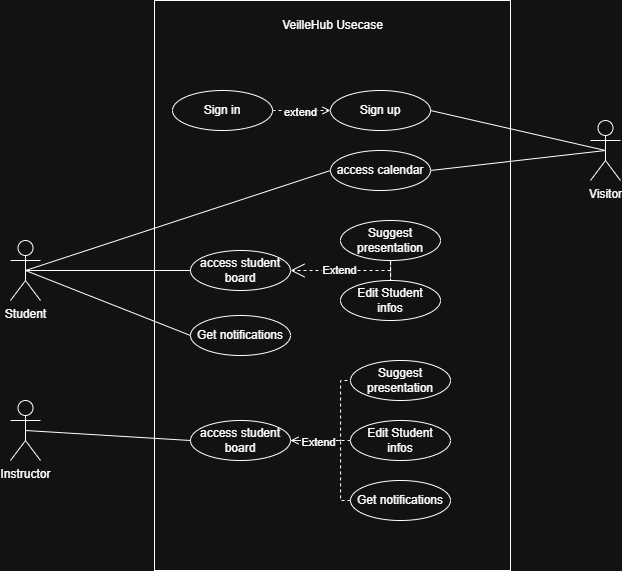 VeilleHub Usecase
Sign in
extend
Sign up
access calendar
Visitor
Suggest
presentation
access student
board
Extend
Edit Student
infos
Student
Get notifications
Suggest
presentation
access student
board
Extend
Edit Student
infos
Instructor
Get notifications